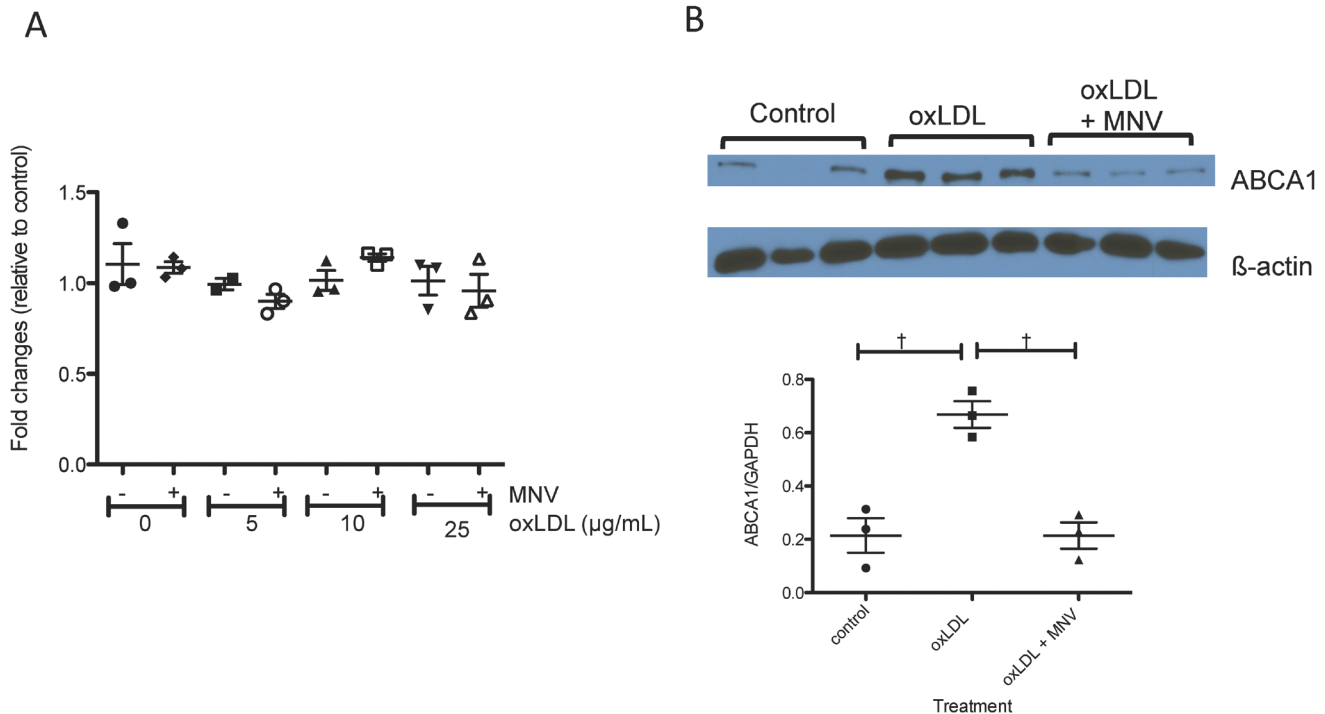 A
Fold changes (relative to control)
1.5
1.0
0.5
0.0
- + - + - + - + MNV
0 5 10 25 oxLDL (µg/mL)
B
Control oxLDL oxLDL
+ MNV
ABCA1
ß-actin
† †
ABCA1/GAPDH
0.8
0.6
0.4
0.2
0.0
control oxLDL oxLDL + MNV
Treatment